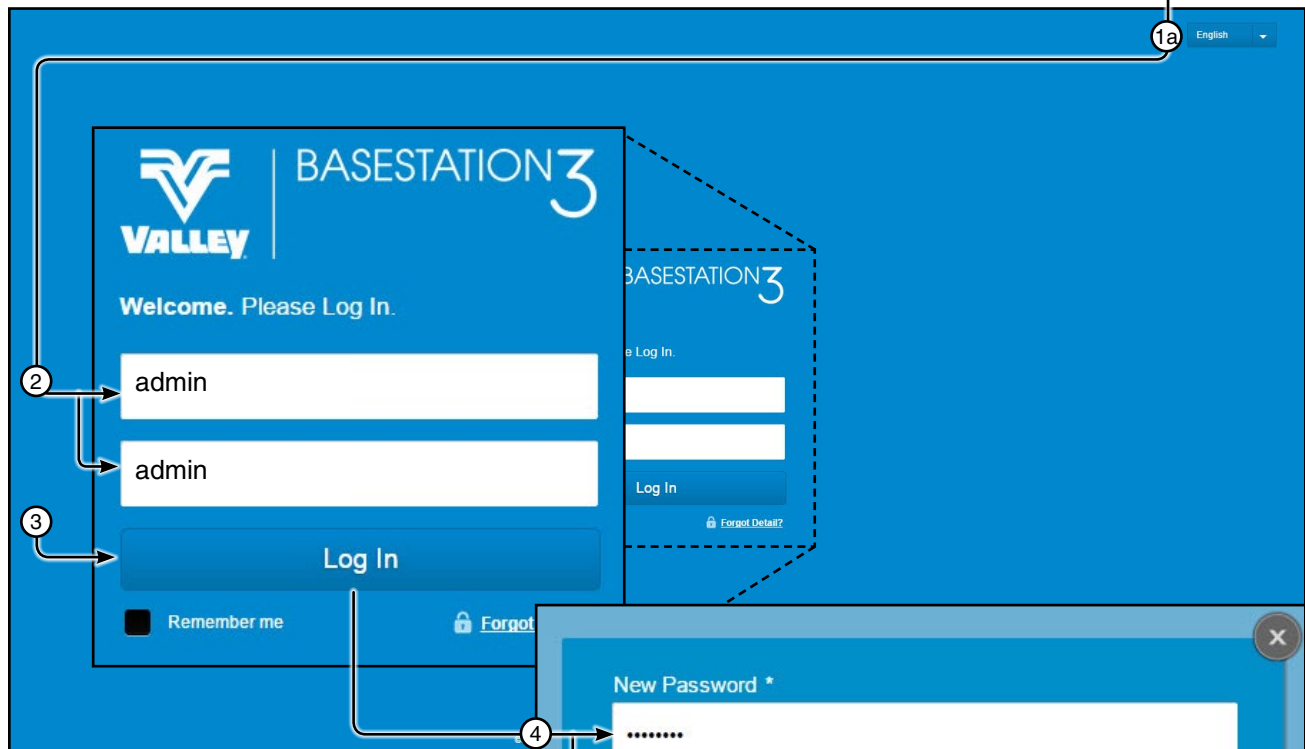 1a
English
VALLEY
BASESTATION3
Welcome. Please Log In.
BASESTATION3
e Log In.
2
admin
admin
Log In
3
Log In
Forgot Detail?
Remember me
Forgot
New Password *
4
••••••••